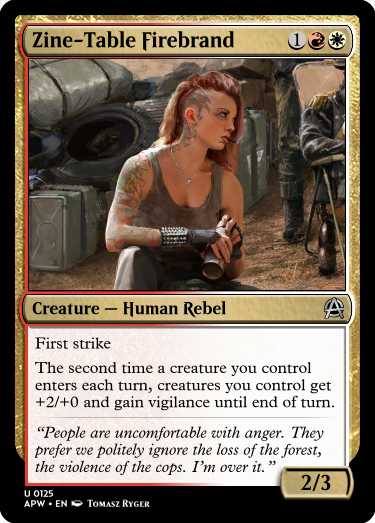 Zine-Table Firebrand 1
Creature — Human Rebel
First strike
The second time a creature you control
enters each turn, creatures you control get
+2/+0 and gain vigilance until end of turn.
“People are uncomfortable with anger. They
prefer we politely ignore the loss of the forest,
the violence of the cops. I’m over it.”
2/3
U 0125
APW • EN Tomasz Ryger